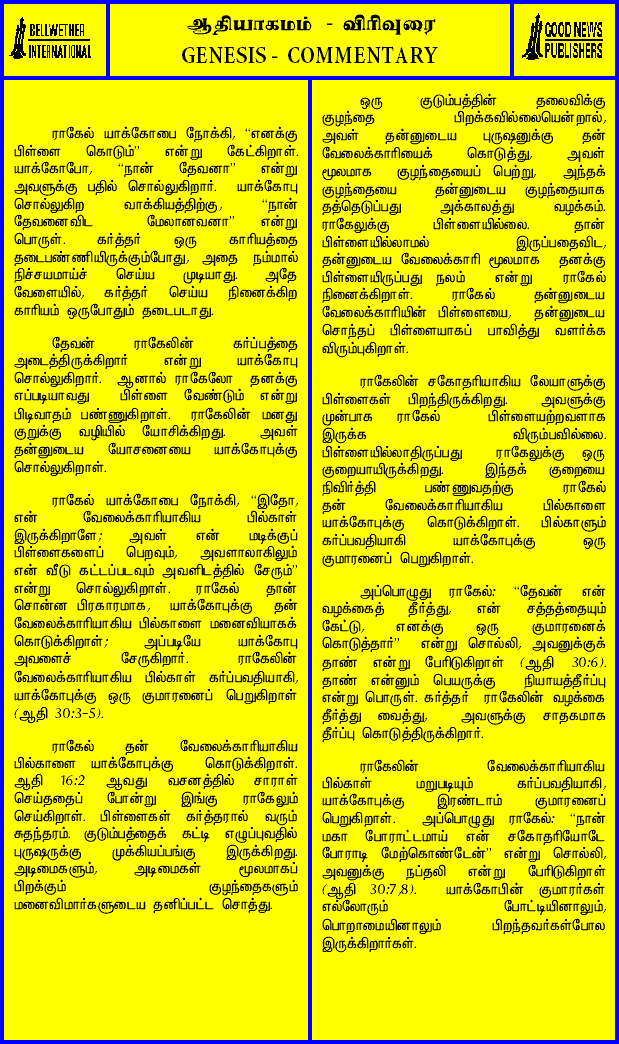 BELLWETHER
INTERNATIONAL
ஆதியாகமம் - விரிவுரை
GENESIS - COMMENTARY
GOOD NEWS
PUBLISHERS
ராகேல் யாக்கோபை நோக்கி, “எனக்கு
பிள்ளை கொடும்” என்று கேட்கிறாள்.
யாக்கோபோ, “நான் தேவனா” என்று
அவளுக்கு பதில் சொல்லுகிறார். யாக்கோபு
சொல்லுகிற வாக்கியத்திற்கு, “நான்
தேவனைவிட மேலானவனா” என்று
பொருள். கர்த்தர் ஒரு காரியத்தை
தடைபண்ணியிருக்கும்போது, அதை நம்மால்
நிச்சயமாய்ச் செய்ய முடியாது. அதே
வேளையில், கர்த்தர் செய்ய நினைக்கிற
காரியம் ஒருபோதும் தடைபடாது.
தேவன் ராகேலின் கர்ப்பத்தை
அடைத்திருக்கிறார் என்று யாக்கோபு
சொல்லுகிறார். ஆனால் ராகேலோ தனக்கு
எப்படியாவது பிள்ளை வேண்டும் என்று
பிடிவாதம் பண்ணுகிறாள். ராகேலின் மனது
குறுக்கு வழியில் யோசிக்கிறது. அவள்
தன்னுடைய யோசனையை யாக்கோபுக்கு
சொல்லுகிறாள்.
ராகேல் யாக்கோபை நோக்கி, “இதோ,
என் வேலைக்காரியாகிய பில்காள்
இருக்கிறாளே; அவள் என் மடிக்குப்
பிள்ளைகளைப் பெறவும், அவளாலாகிலும்
என் வீடு கட்டப்படவும் அவளிடத்தில் சேரும்”
என்று சொல்லுகிறாள். ராகேல் தான்
சொன்ன பிரகாரமாக, யாக்கோபுக்கு தன்
வேலைக்காரியாகிய பில்காளை மனைவியாகக்
கொடுக்கிறாள்; அப்படியே யாக்கோபு
அவளைச் சேருகிறார். ராகேலின்
வேலைக்காரியாகிய பில்காள் கர்ப்பவதியாகி,
யாக்கோபுக்கு ஒரு குமாரனைப் பெறுகிறாள்
(ஆதி 30:3-5).
ராகேல் தன் வேலைக்காரியாகிய
பில்காளை யாக்கோபுக்கு கொடுக்கிறாள்.
ஆதி 16:2 ஆவது வசனத்தில் சாராள்
செய்ததைப் போன்று இங்கு ராகேலும்
செய்கிறாள். பிள்ளைகள் கர்த்தரால் வரும்
சுதந்தரம். குடும்பத்தைக் கட்டி எழுப்புவதில்
புருஷருக்கு முக்கியப்பங்கு இருக்கிறது.
அடிமைகளும், அடிமைகள் மூலமாகப்
பிறக்கும் குழந்தைகளும்
மனைவிமார்களுடைய தனிப்பட்ட சொத்து.
ஒரு குடும்பத்தின் தலைவிக்கு
குழந்தை பிறக்கவில்லையென்றால்,
அவள் தன்னுடைய புருஷனுக்கு தன்
வேலைக்காரியைக் கொடுத்து, அவள்
மூலமாக குழந்தையைப் பெற்று, அந்தக்
குழந்தையை தன்னுடைய குழந்தையாக
தத்தெடுப்பது அக்காலத்து வழக்கம்.
ராகேலுக்கு பிள்ளையில்லை. தான்
பிள்ளையில்லாமல் இருப்பதைவிட,
தன்னுடைய வேலைக்காரி மூலமாக தனக்கு
பிள்ளையிருப்பது நலம் என்று ராகேல்
நினைக்கிறாள். ராகேல் தன்னுடைய
வேலைக்காரியின் பிள்ளையை, தன்னுடைய
சொந்தப் பிள்ளையாகப் பாவித்து வளர்க்க
விரும்புகிறாள்.
ராகேலின் சகோதரியாகிய லேயாளுக்கு
பிள்ளைகள் பிறந்திருக்கிறது. அவளுக்கு
முன்பாக ராகேல் பிள்ளையற்றவளாக
இருக்க விரும்பவில்லை.
பிள்ளையில்லாதிருப்பது ராகேலுக்கு ஒரு
குறையாயிருக்கிறது. இந்தக் குறையை
நிவிர்த்தி பண்ணுவதற்கு ராகேல்
தன் வேலைக்காரியாகிய பில்காளை
யாக்கோபுக்கு கொடுக்கிறாள். பில்காளும்
கர்ப்பவதியாகி யாக்கோபுக்கு ஒரு
குமாரனைப் பெறுகிறாள்.
அப்பொழுது ராகேல்: “தேவன் என்
வழக்கைத் தீர்த்து, என் சத்தத்தையும்
கேட்டு, எனக்கு ஒரு குமாரனைக்
கொடுத்தார்” என்று சொல்லி, அவனுக்குத்
தாண் என்று பேரிடுகிறாள் (ஆதி 30:6).
தாண் என்னும் பெயருக்கு நியாயத்தீர்ப்பு
என்று பொருள். கர்த்தர் ராகேலின் வழக்கை
தீர்த்து வைத்து, அவளுக்கு சாதகமாக
தீர்ப்பு கொடுத்திருக்கிறார்.
ராகேலின் வேலைக்காரியாகிய
பில்காள் மறுபடியும் கர்ப்பவதியாகி,
யாக்கோபுக்கு இரண்டாம் குமாரனைப்
பெறுகிறாள். அப்பொழுது ராகேல்: “நான்
மகா போராட்டமாய் என் சகோதரியோடே
போராடி மேற்கொண்டேன்” என்று சொல்லி,
அவனுக்கு நப்தலி என்று பேரிடுகிறாள்
(ஆதி 30:7,8). யாக்கோபின் குமாரர்கள்
எல்லோரும் போட்டியினாலும்,
பொறாமையினாலும் பிறந்தவர்கள்போல
இருக்கிறார்கள்.